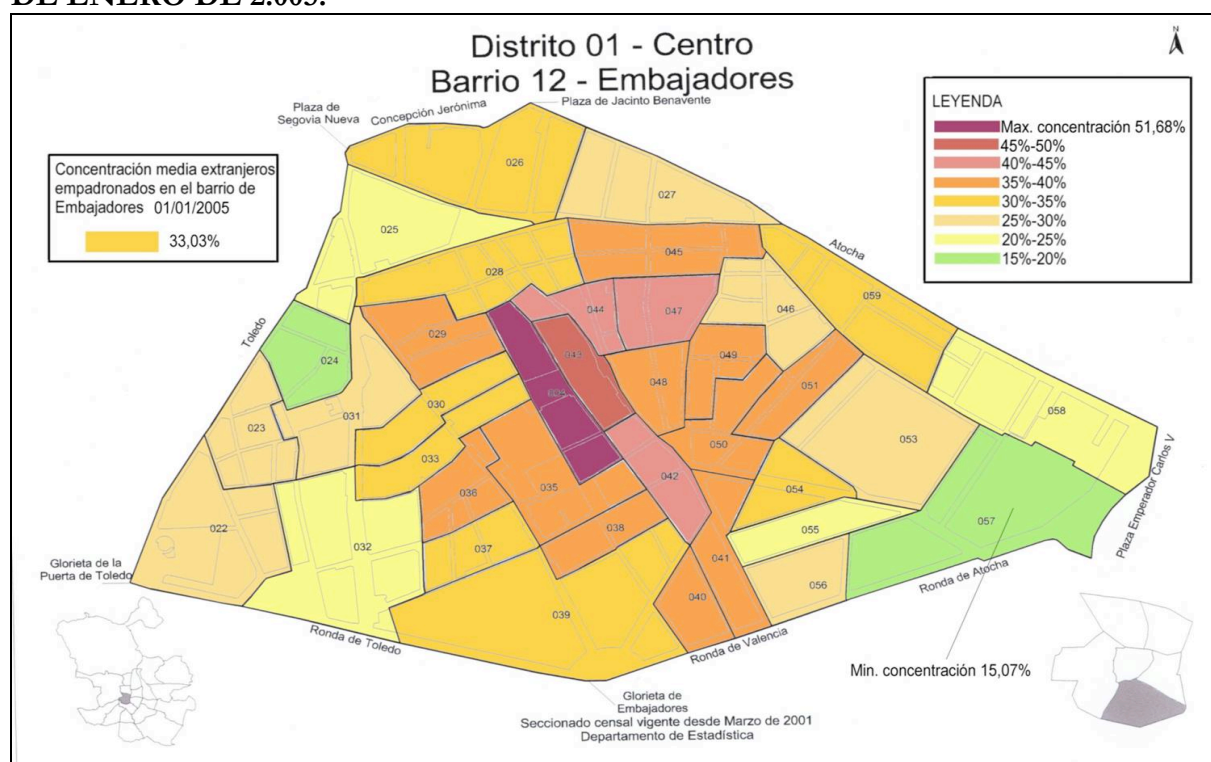 DE ENERO DE 2.005.
Distrito 01 - Centro
Barrio 12 - Embajadores
N
Plaza de
Segovia Nueva
Concepción Jerónima
Plaza de Jacinto Benavente
LEYENDA
Max. concentración 51,68%
45%-50%
40%-45%
35%-40%
30%-35%
25%-30%
20%-25%
15%-20%
Concentración media extranjeros
empadronados en el barrio de
Embajadores 01/01/2005
33,03%
026
027
025
Atocha
045
028
059
044
047
046
Toledo
029
024
043
049
048
051
030
031
058
023
050
053
033
042
035
036
054
022
038
055
057
032
037
041
Plaza Emperador Carlos V
Glorieta de la
Puerta de Toledo
056
040
039
Ronda de Atocha
Ronda de Toledo
Ronda de Valencia
Min. concentración 15,07%
Glorieta de
Embajadores
Seccionado censal vigente desde Marzo de 2001
Departamento de Estadística